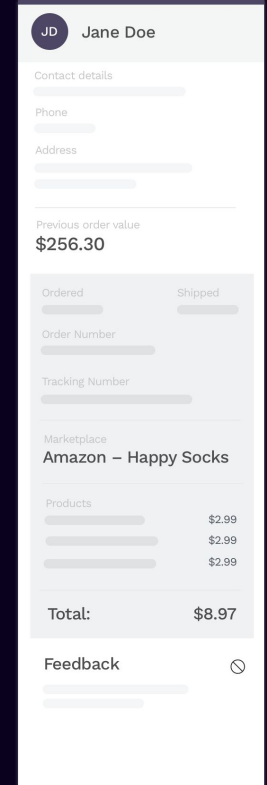 JD Jane Doe
Contact details
Phone
Address
Previous order value
$256.30
Ordered Shipped
Order Number
Tracking Number
Marketplace
Amazon – Happy Socks
Products
$2.99
$2.99
$2.99
Total: $8.97
Feedback